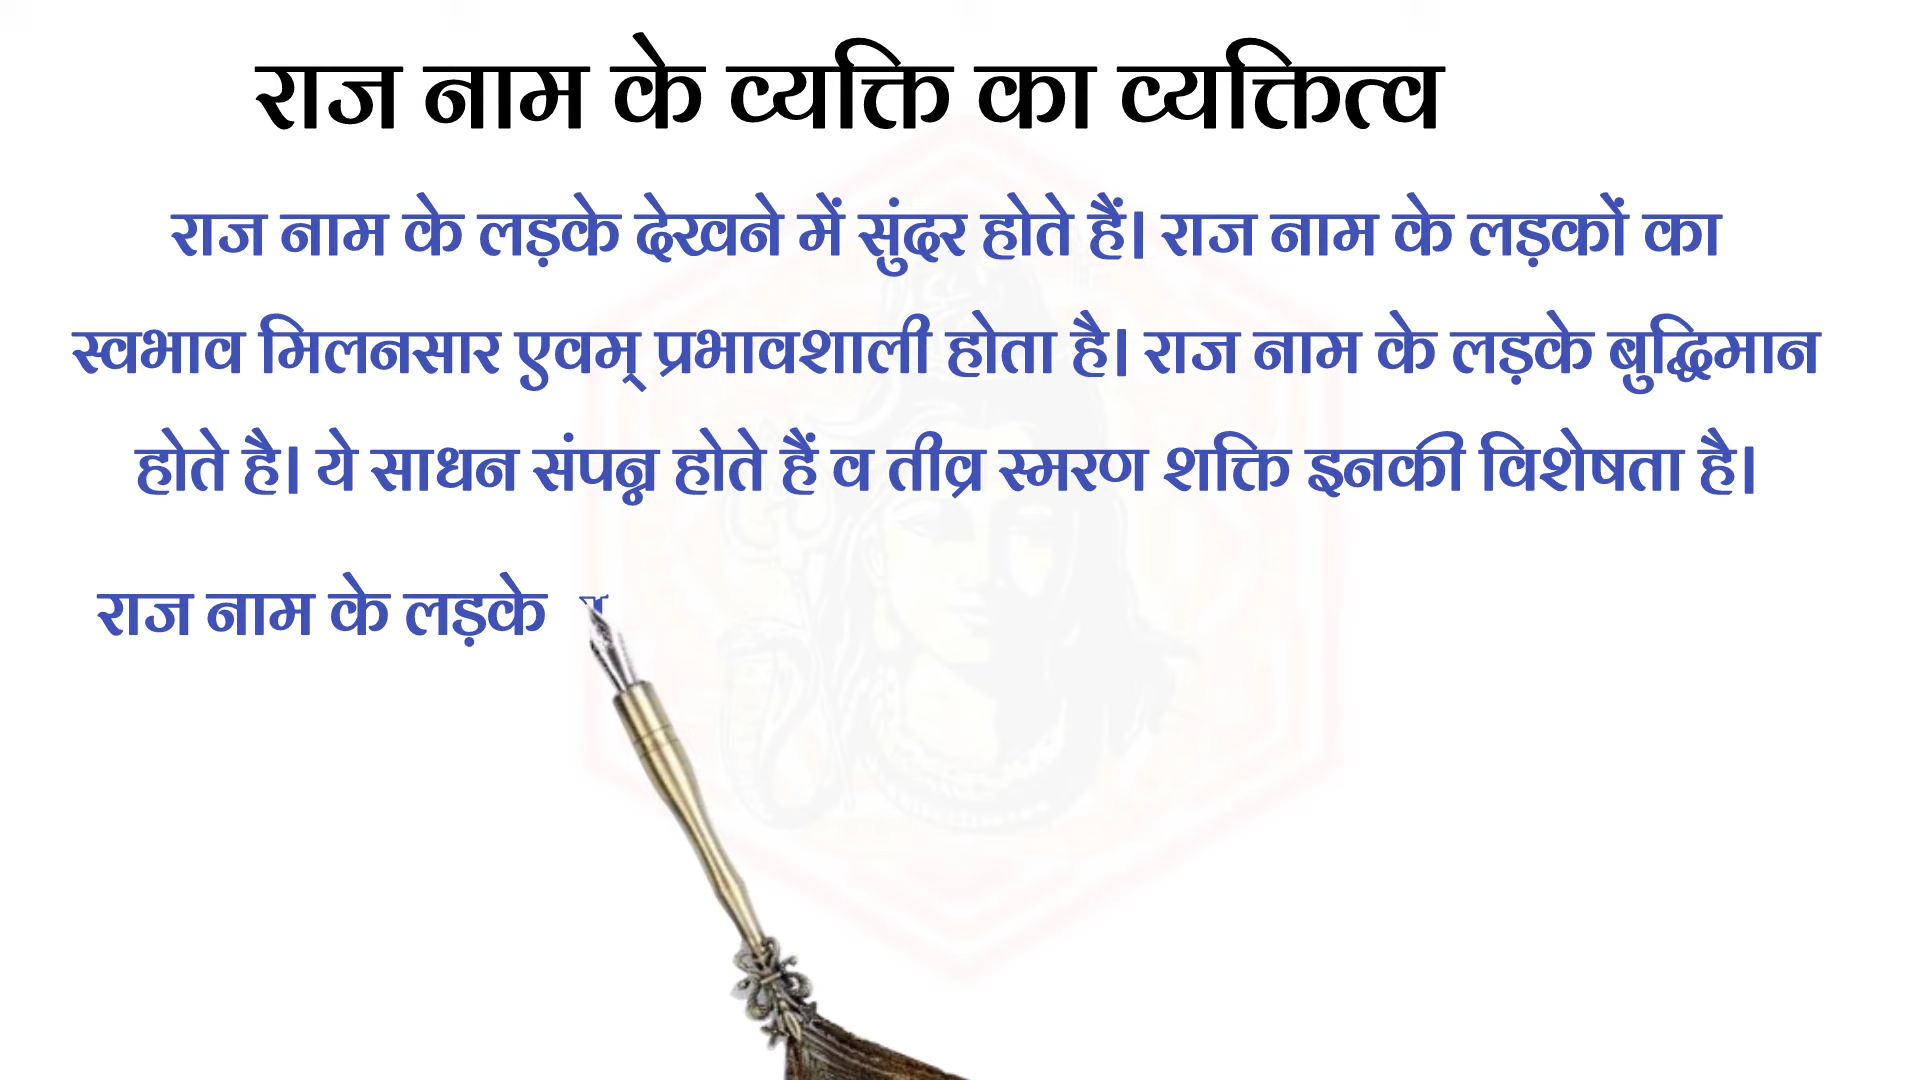 राज नाम के व्यक्ति का व्यक्तित्व
राज नाम के लड़के देखने में सुंदर होते हैं। राज नाम के लड़कों का
स्वभाव मिलनसार एवम् प्रभावशाली होता है। राज नाम के लड़के बुद्धिमान
होते है। ये साधन संपन्न होते हैं व तीव्र स्मरण शक्ति इनकी विशेषता है।
राज नाम के लड़के